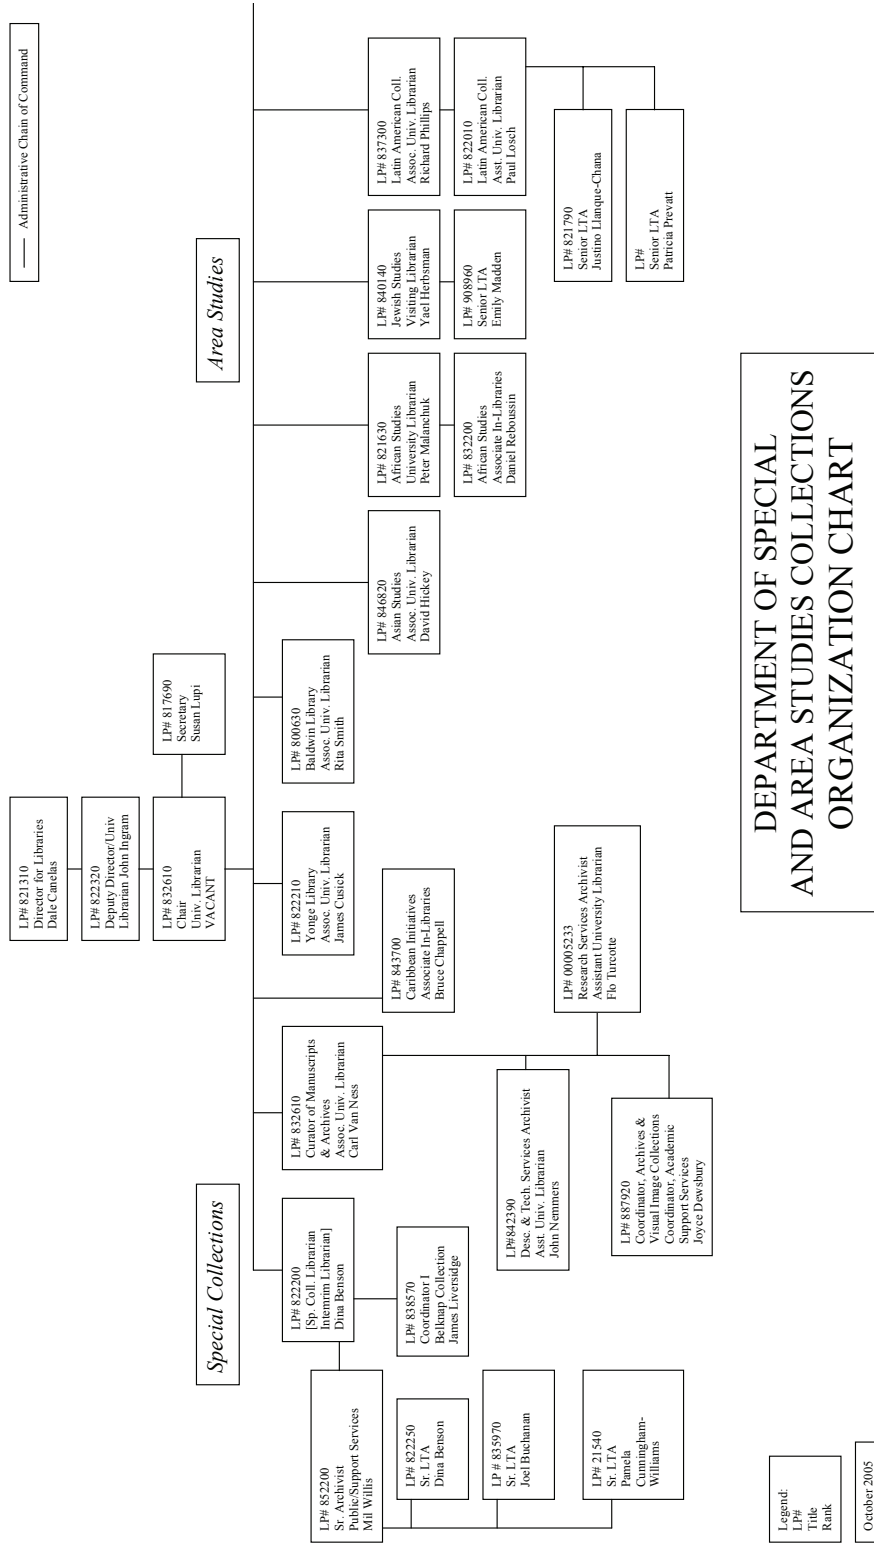 Administrative Chain of Command
LP# 821310
Director for Libraries
Dale Canelas
LP# 822320
Deputy Director/Univ
Librarian John Ingram
LP# 832610
Chair
Univ. Librarian
VACANT
LP# 817690
Secretary
Susan Lupi
Special Collections
Area Studies
LP# 822200
[Sp. Coll. Librarian
Intemrim Librarian]
Dina Benson
LP# 832610
Curator of Manuscripts
& Archives
Assoc. Univ. Librarian
Carl Van Ness
LP# 822210
Yonge Library
Assoc. Univ. Librarian
James Cusick
LP# 800630
Baldwin Library
Assoc. Univ. Librarian
Rita Smith
LP# 852200
Sr. Archivist
Public/Support Services
Mil Willis
LP# 843700
Caribbean Initiatives
Associate In-Libraries
Bruce Chappell
LP# 846820
Asian Studies
Assoc. Univ. Librarian
David Hickey
LP# 821630
African Studies
University Librarian
Peter Malanchuk
LP# 840140
Jewish Studies
Visiting Librarian
Yael Herbsman
LP# 837300
Latin American Coll.
Assoc. Univ. Librarian
Richard Phillips
LP# 822250
Sr. LTA
Dina Benson
LP# 838570
Coordinator I
Belknap Collection
James Liversidge
LP# 832200
African Studies
Associate In-Libraries
Daniel Reboussin
LP# 908960
Senior LTA
Emily Madden
LP# 822010
Latin American Coll.
Asst. Univ. Librarian
Paul Losch
LP # 835970
Sr. LTA
Joel Buchanan
LP#842390
Desc. & Tech. Services Archivist
Asst. Univ. Librarian
John Nemmers
LP# 00005233
Research Services Archivist
Assistant University Librarian
Flo Turcotte
LP# 821790
Senior LTA
Justino Llanque-Chana
LP# 21540
Sr. LTA
Pamela
Cunningham-
Williams
LP# 887920
Coordinator, Archives &
Visual Image Collections
Coordinator, Academic
Support Services
Joyce Dewsbury
LP#
Senior LTA
Patricia Prevatt
DEPARTMENT OF SPECIAL
AND AREA STUDIES COLLECTIONS
ORGANIZATION CHART
Legend:
LP#
Title
Rank
October 2005